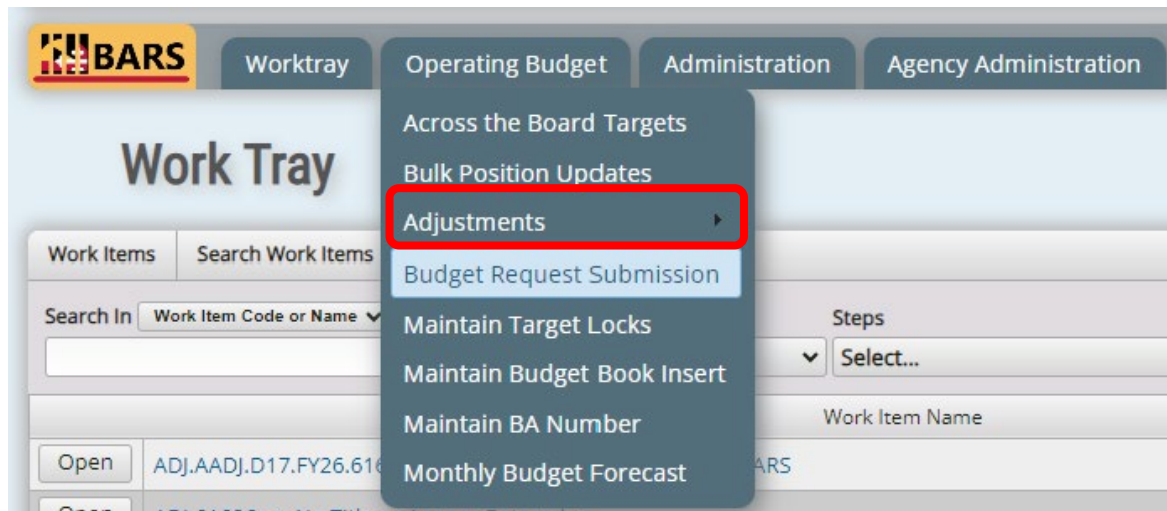 BARS
Worktray
Operating Budget
Administration
Agency Administration
Work Tray
Across the Board Targets
Bulk Position Updates
Adjustments
Budget Request Submission
Maintain Target Locks
Maintain Budget Book Insert
Maintain BA Number
Monthly Budget Forecast
Work Items
Search Work Items
Search In
Work Item Code or Name
Steps
Select...
Work Item Name
Open
ADJ.AADJ.D17.FY26.616
ARS
Open